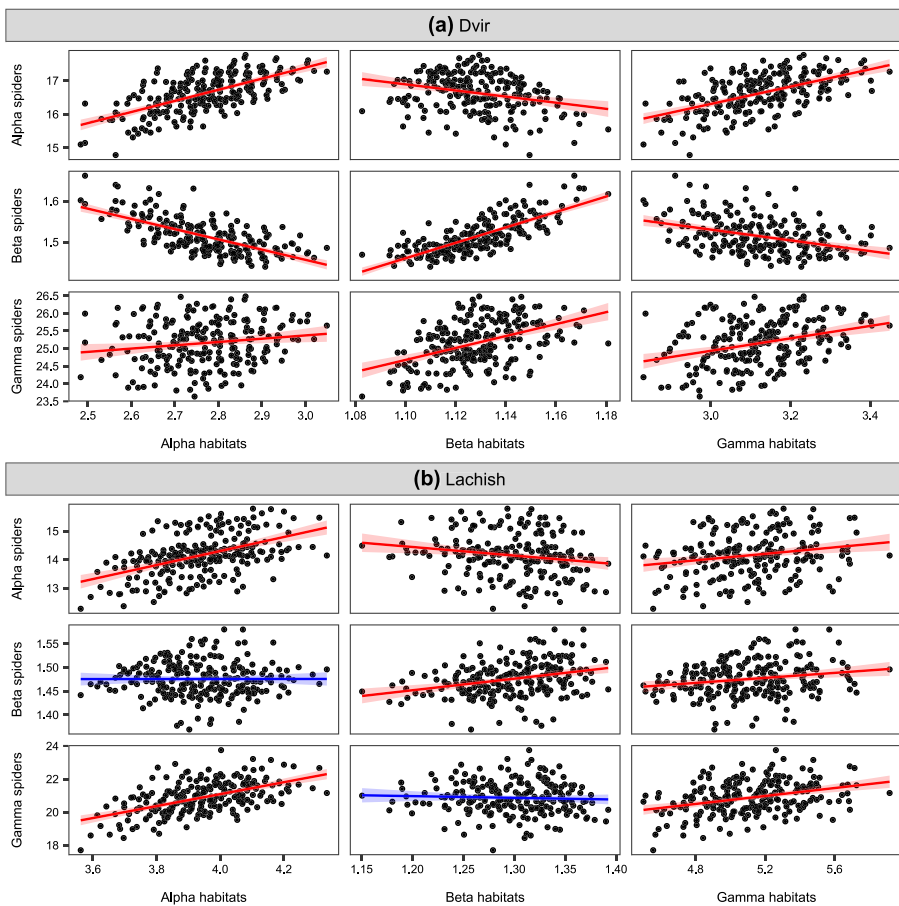 (a) Dvir
Alpha spiders
17
16
15
Beta spiders
1.6
1.5
Gamma spiders
26.5
26.0
25.5
25.0
24.5
24.0
23.5
2.5 2.6 2.7 2.8 2.9 3.0
1.08 1.10 1.12 1.14 1.16 1.18
3.0 3.2 3.4
Alpha habitats
Beta habitats
Gamma habitats
(b) Lachish
Alpha spiders
15
14
13
Beta spiders
1.55
1.50
1.45
1.40
Gamma spiders
24
22
20
18
3.6 3.8 4.0 4.2
1.15 1.20 1.25 1.30 1.35 1.40
4.8 5.2 5.6
Alpha habitats
Beta habitats
Gamma habitats